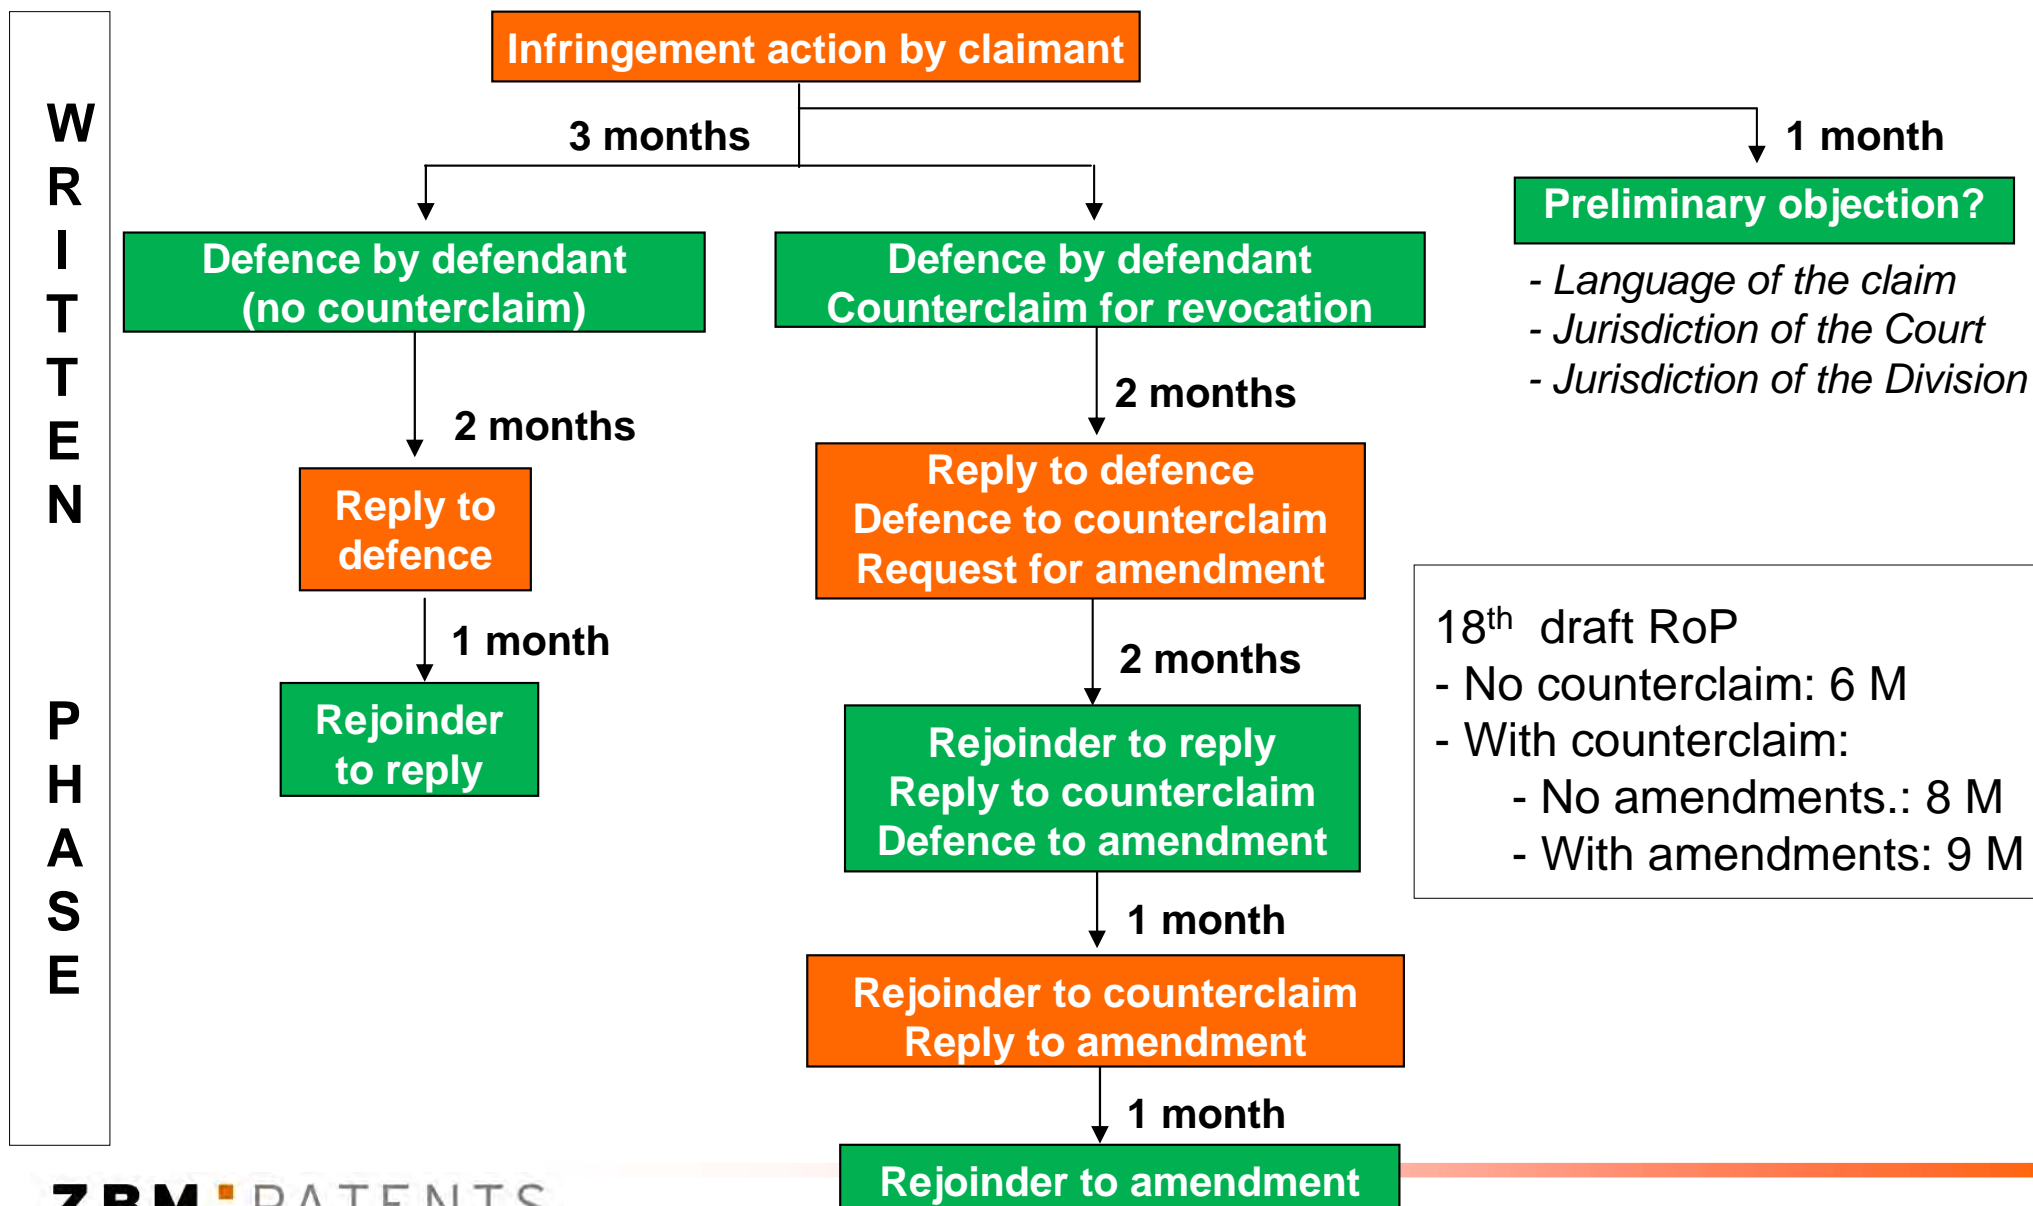 WRITTEN PHASE
Infringement action by claimant
3 months
1 month
Preliminary objection?
- Language of the claim
- Jurisdiction of the Court
- Jurisdiction of the Division
Defence by defendant
(no counterclaim)
Defence by defendant
Counterclaim for revocation
2 months
2 months
Reply to
defence
Reply to defence
Defence to counterclaim
Request for amendment
1 month
2 months
Rejoinder
to reply
Rejoinder to reply
Reply to counterclaim
Defence to amendment
18th draft RoP
- No counterclaim: 6 M
- With counterclaim:
- No amendments.: 8 M
- With amendments: 9 M
1 month
Rejoinder to counterclaim
Reply to amendment
1 month
Rejoinder to amendment
ZBM PATENTS